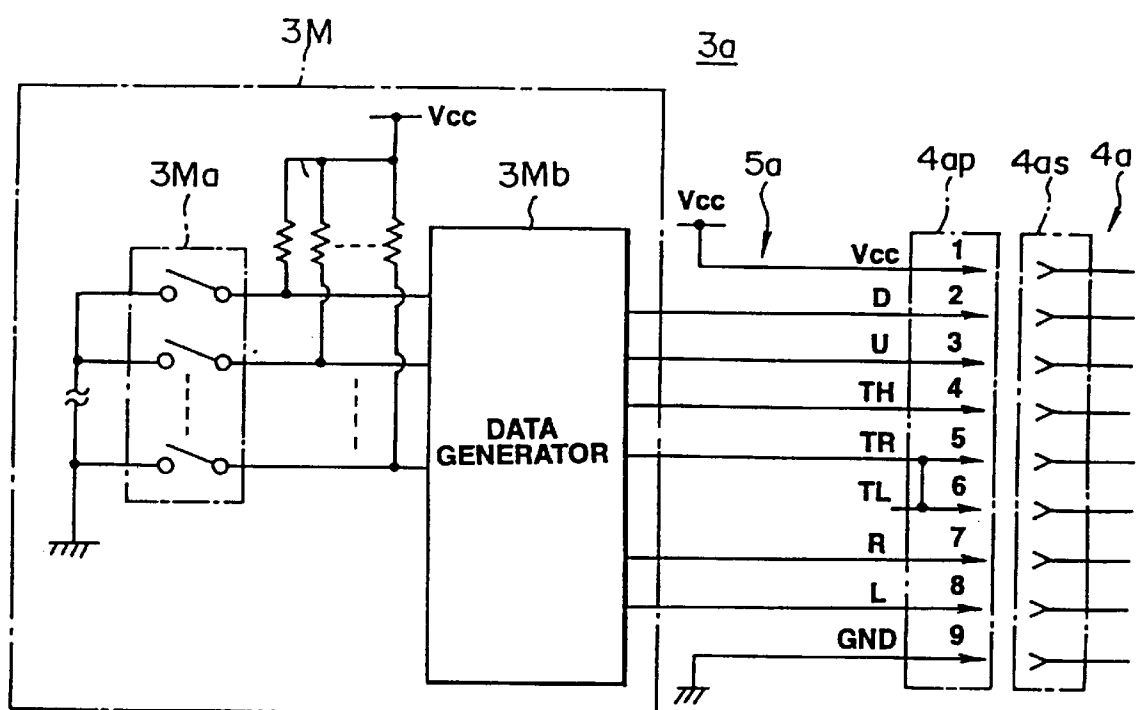 3M
3a
Vcc
3Ma
3Mb
Vcc
5a
4ap
4as
4a
DATA
GENERATOR
Vcc 1
D 2
U 3
TH 4
TR 5
TL 6
R 7
L 8
GND 9